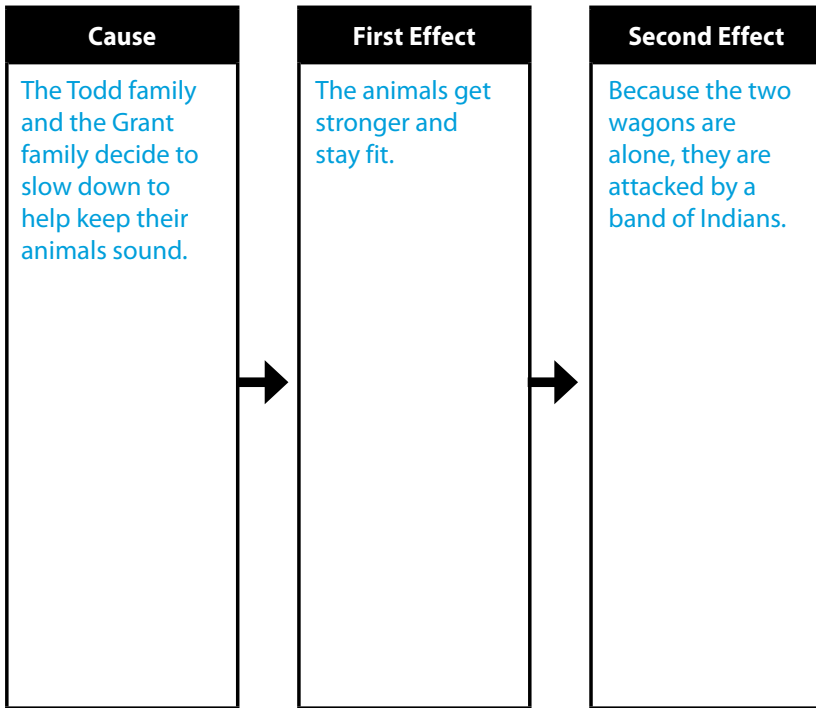 Cause
The Todd family
and the Grant
family decide to
slow down to
help keep their
animals sound.
First Effect
The animals get
stronger and
stay fit.
Second Effect
Because the two
wagons are
alone, they are
attacked by a
band of Indians.